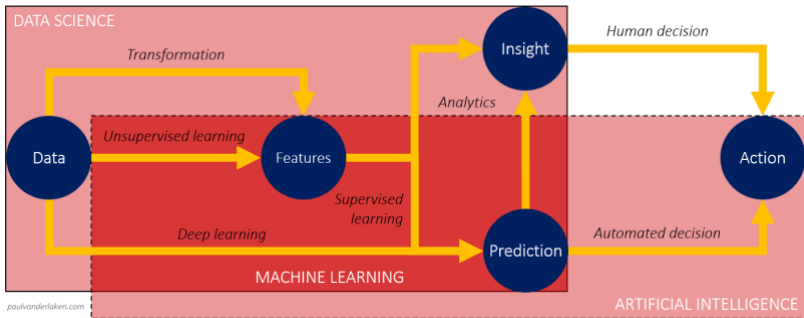 DATA SCIENCE
Transformation
Insight
Human decision
Analytics
Unsupervised learning
Data
Features
Action
Supervised
learning
Deep learning
Prediction
Automated decision
MACHINE LEARNING
paulvanderlaken.com
ARTIFICIAL INTELLIGENCE